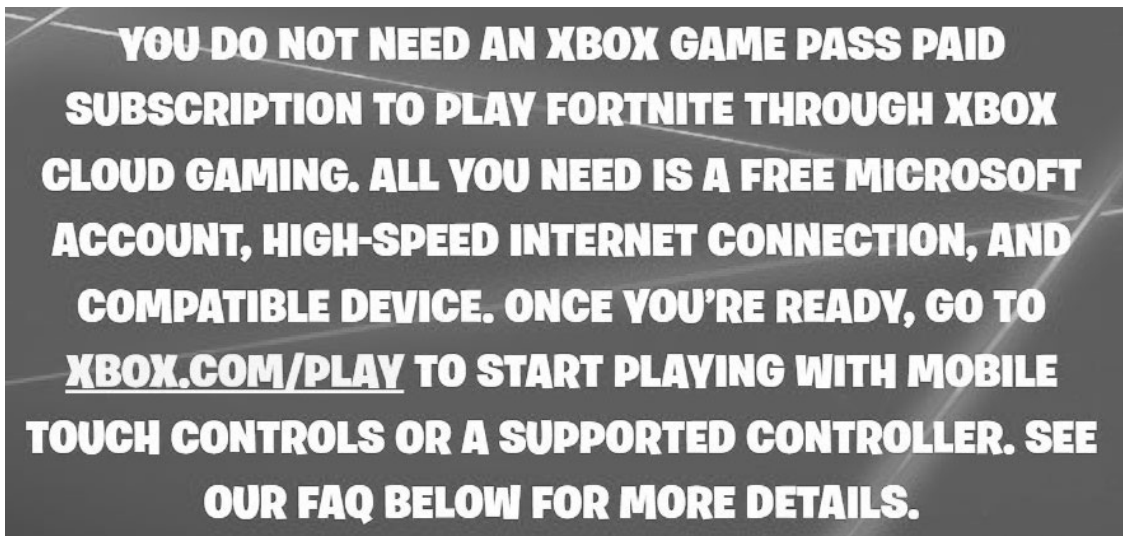 YOU DO NOT NEED AN XBOX GAME PASS PAID
SUBSCRIPTION TO PLAY FORTNITE THROUGH XBOX
CLOUD GAMING. ALL YOU NEED IS A FREE MICROSOFT
ACCOUNT, HIGH-SPEED INTERNET CONNECTION, AND
COMPATIBLE DEVICE. ONCE YOU’RE READY, GO TO
XBOX.COM/PLAY TO START PLAYING WITH MOBILE
TOUCH CONTROLS OR A SUPPORTED CONTROLLER. SEE
OUR FAQ BELOW FOR MORE DETAILS.